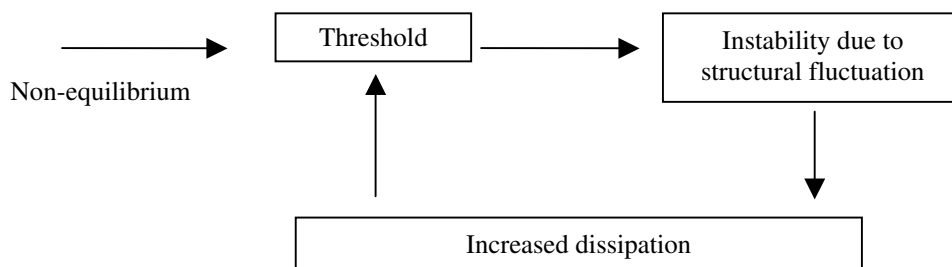 Threshold
Instability due to
structural fluctuation
Non-equilibrium
Increased dissipation